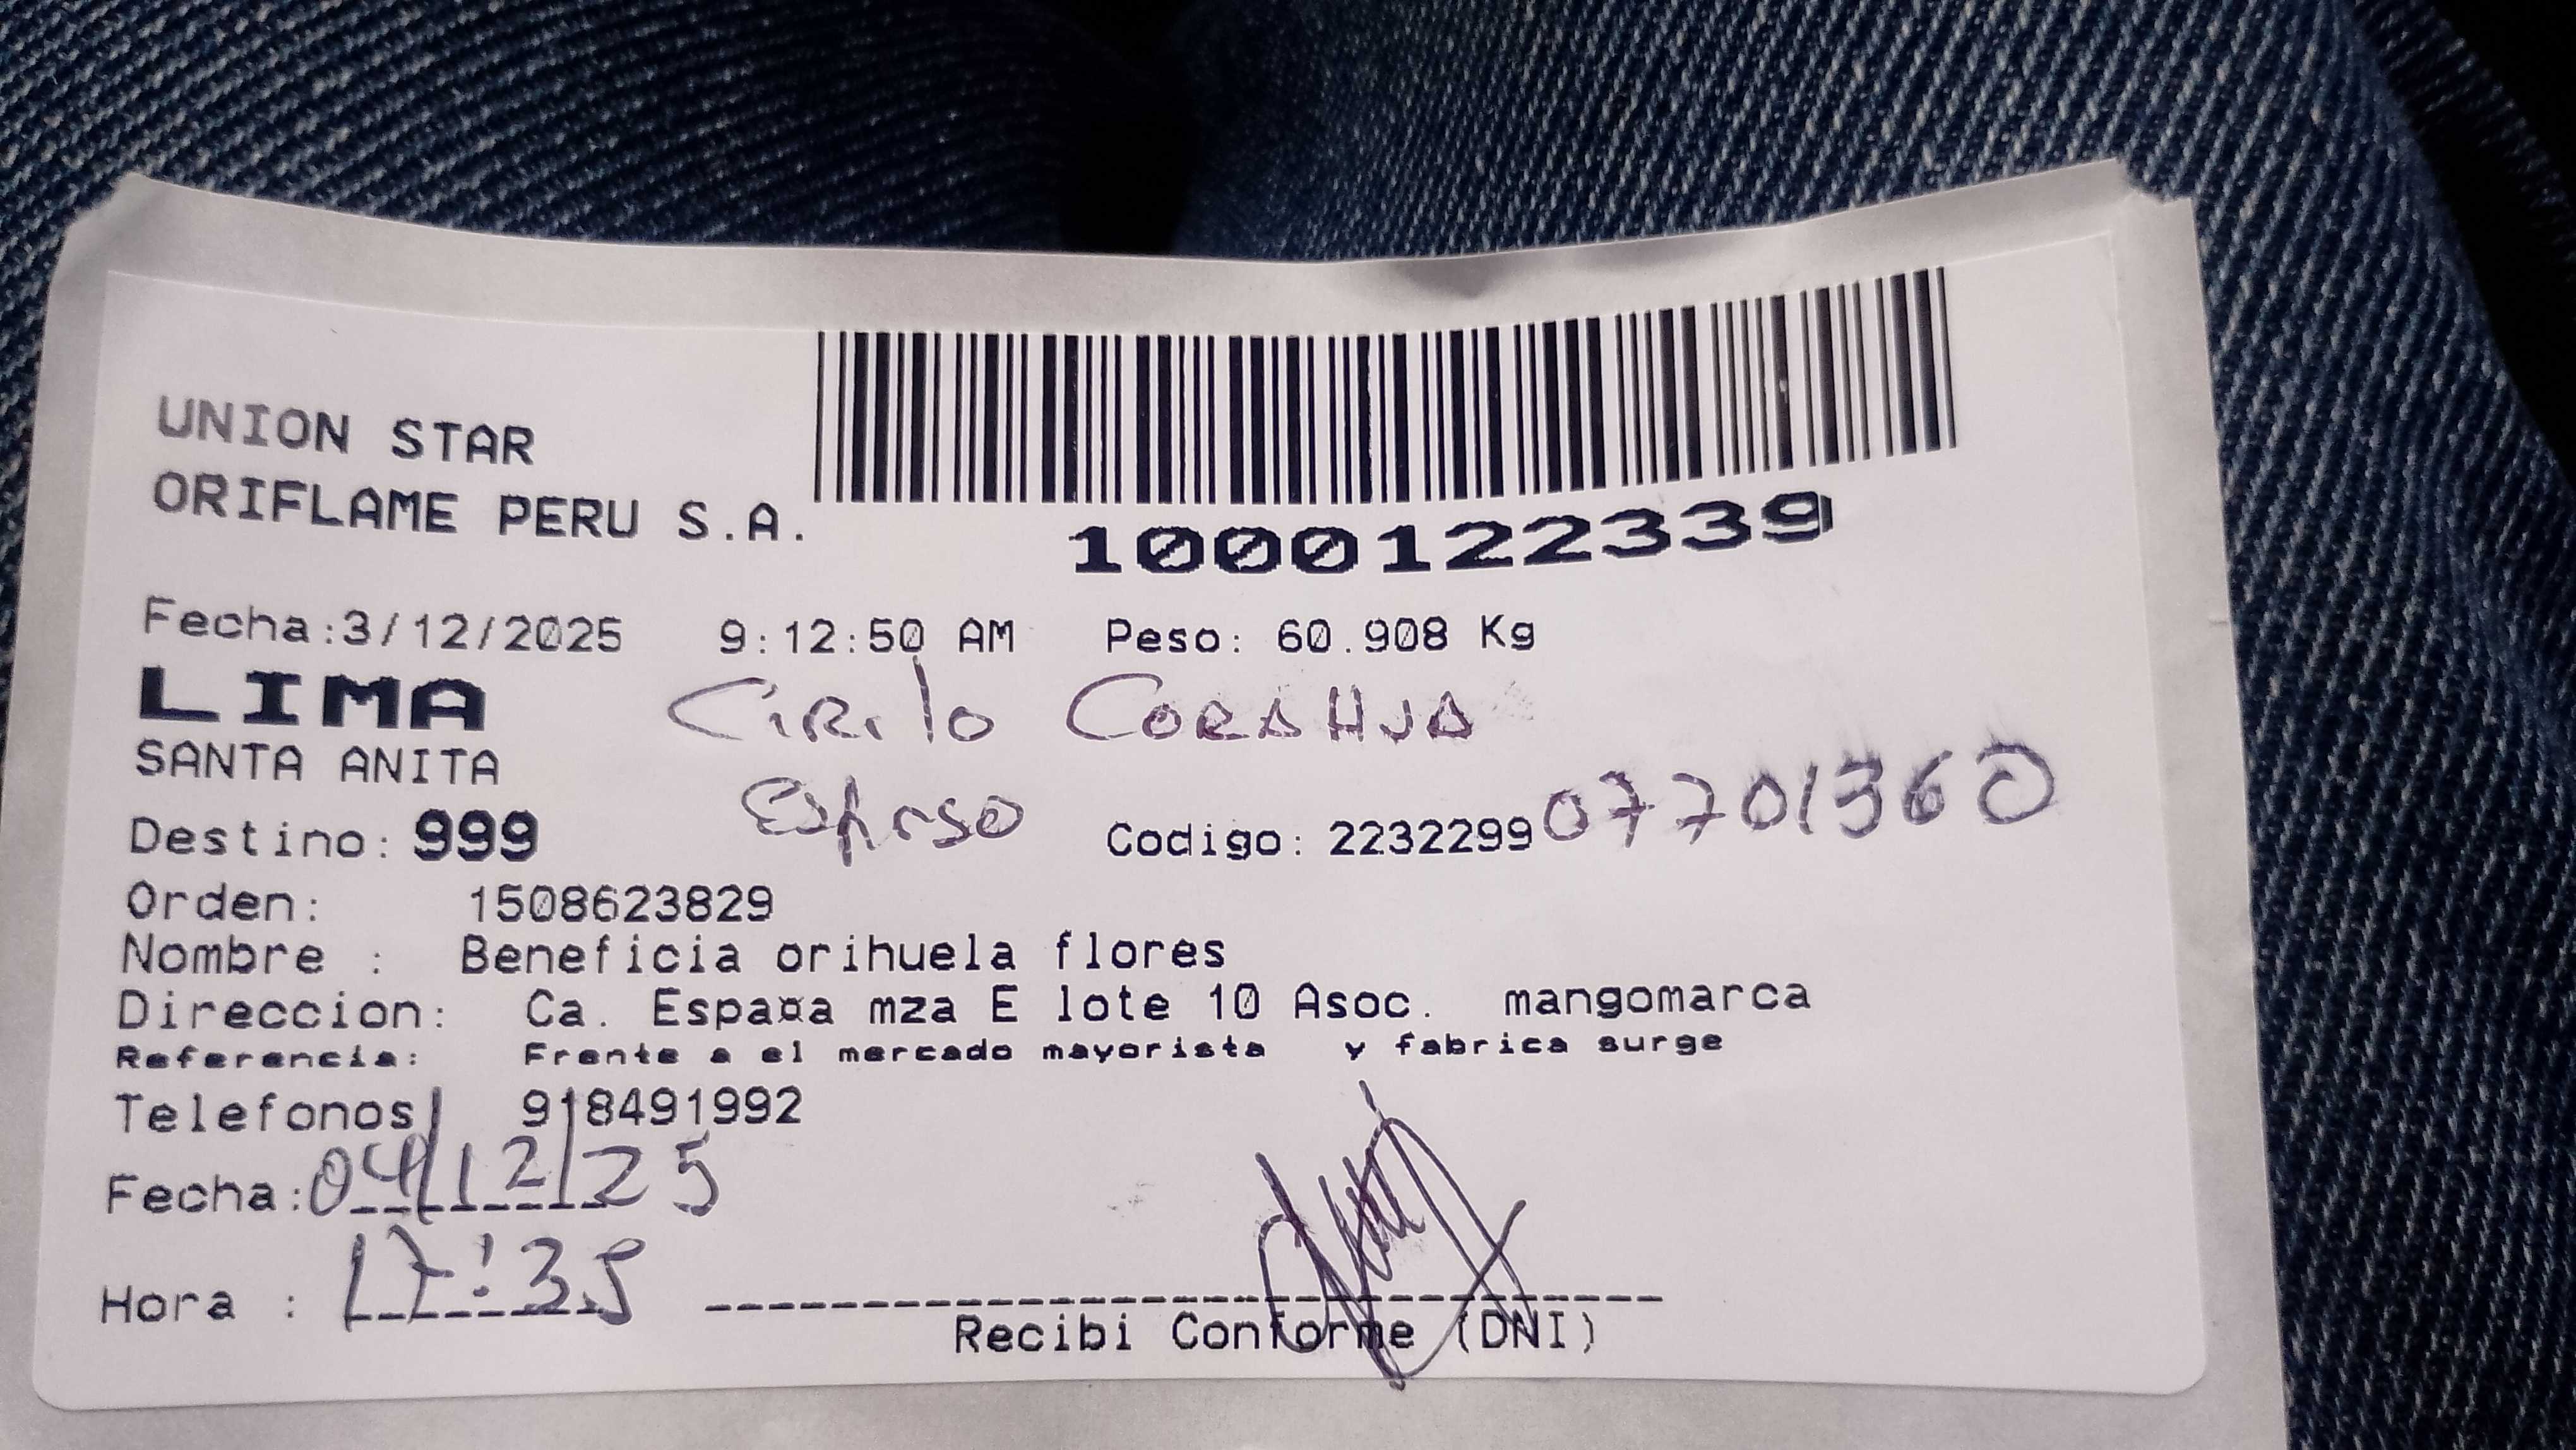 UNION STAR
ORIFLAME PERU S.A.
1000122339
Fecha:3/12/2025 9:12:50 AM Peso: 60.908 Kg
LIMA
Cirilo
SANTA ANITA
Destino: 999 Codigo: 2232299 07701360
Orden: 1508623829
Nombre : Beneficia orihuela flores
Direccion: Ca. Espa¤a mza E lote 10 Asoc. mangomarca
Referencia: Frente a el mercado mayorista y fabrica surge
Telefonos 918491992
Fecha: 04/12/25
Hora : 17:35
Recibi Conforme (DNI)